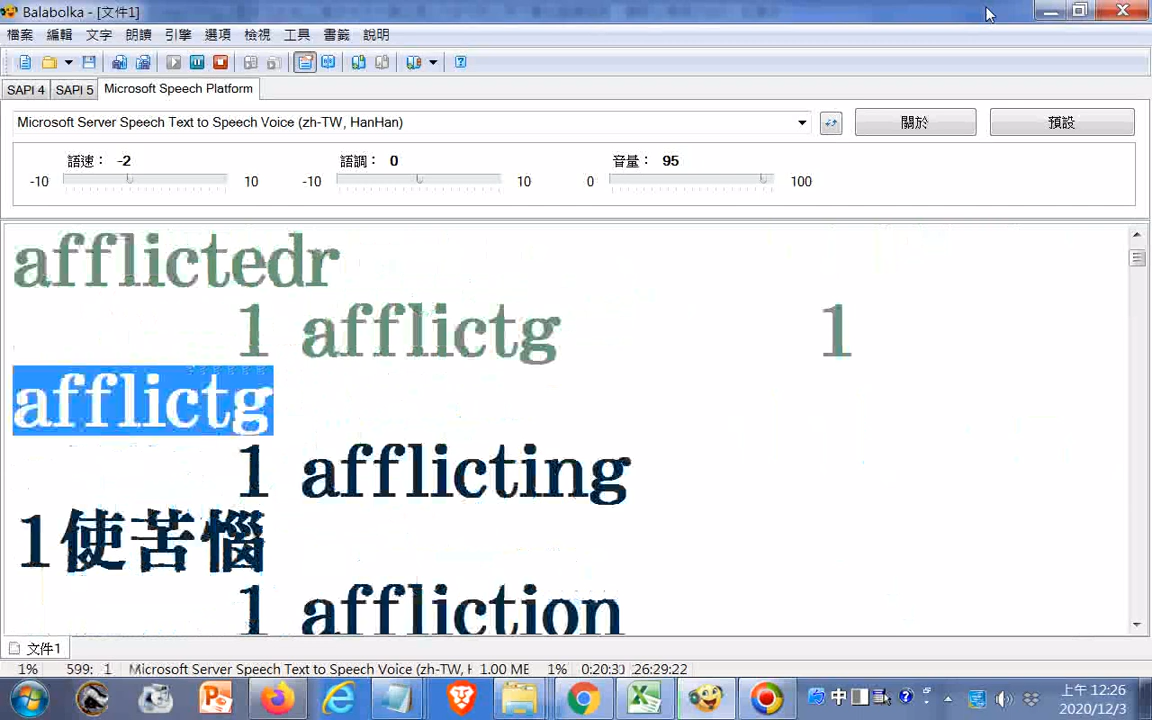 Balabolka - [文件1]
檔案 編輯 文字 朗讀 引擎 選項 檢視 工具 書籤 說明
SAPI 4 SAPI 5 Microsoft Speech Platform
Microsoft Server Speech Text to Speech Voice (zh-TW, HanHan) 關於 預設
語速： -2 語調： 0 音量： 95
-10 10 -10 10 0 100
afflictedr
1 afflictg 1
afflictg
1 afflicting
1使苦惱
1 affliction
文件1
1% 599: 1 Microsoft Server Speech Text to Speech Voice (zh-TW, H 1.00 ME 1% 0:20:30 26:29:22
中 上午 12:26
2020/12/3